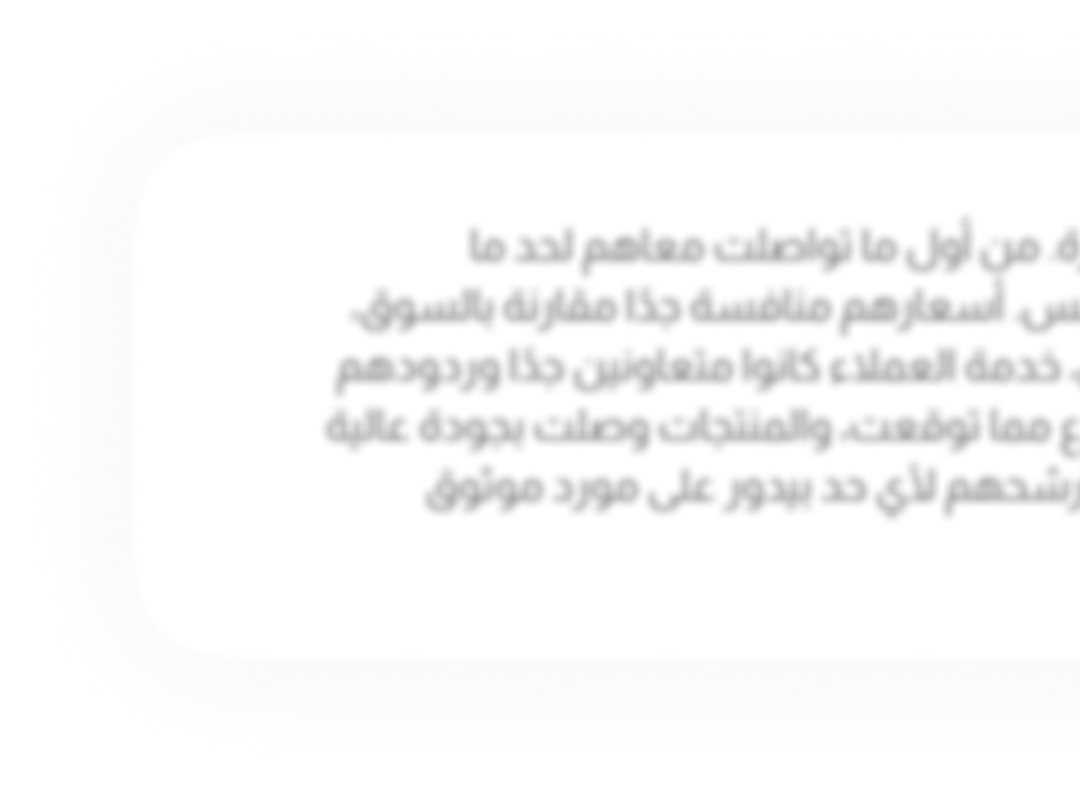 من أول ما تواصلت معاهم لحد ما
أسعارهم منافسة جدًا مقارنة بالسوق،
خدمة العملاء كانوا متعاونين جدًا وردودهم
مما توقعت، والمنتجات وصلت بجودة عالية
لأي حد بيدور على مورد موثوق